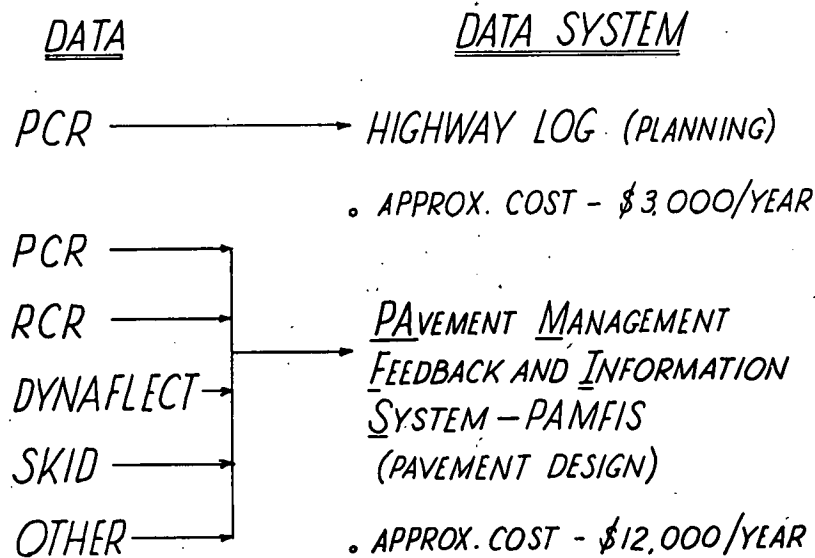 DATA DATA SYSTEM
PCR HIGHWAY LOG (PLANNING)
• APPROX. COST - $3,000/YEAR
PCR
RCR
DYNAFLECT
SKID
OTHER
PAVEMENT MANAGEMENT
FEEDBACK AND INFORMATION
SYSTEM - PAMFIS
(PAVEMENT DESIGN)
• APPROX. COST - $12,000/YEAR